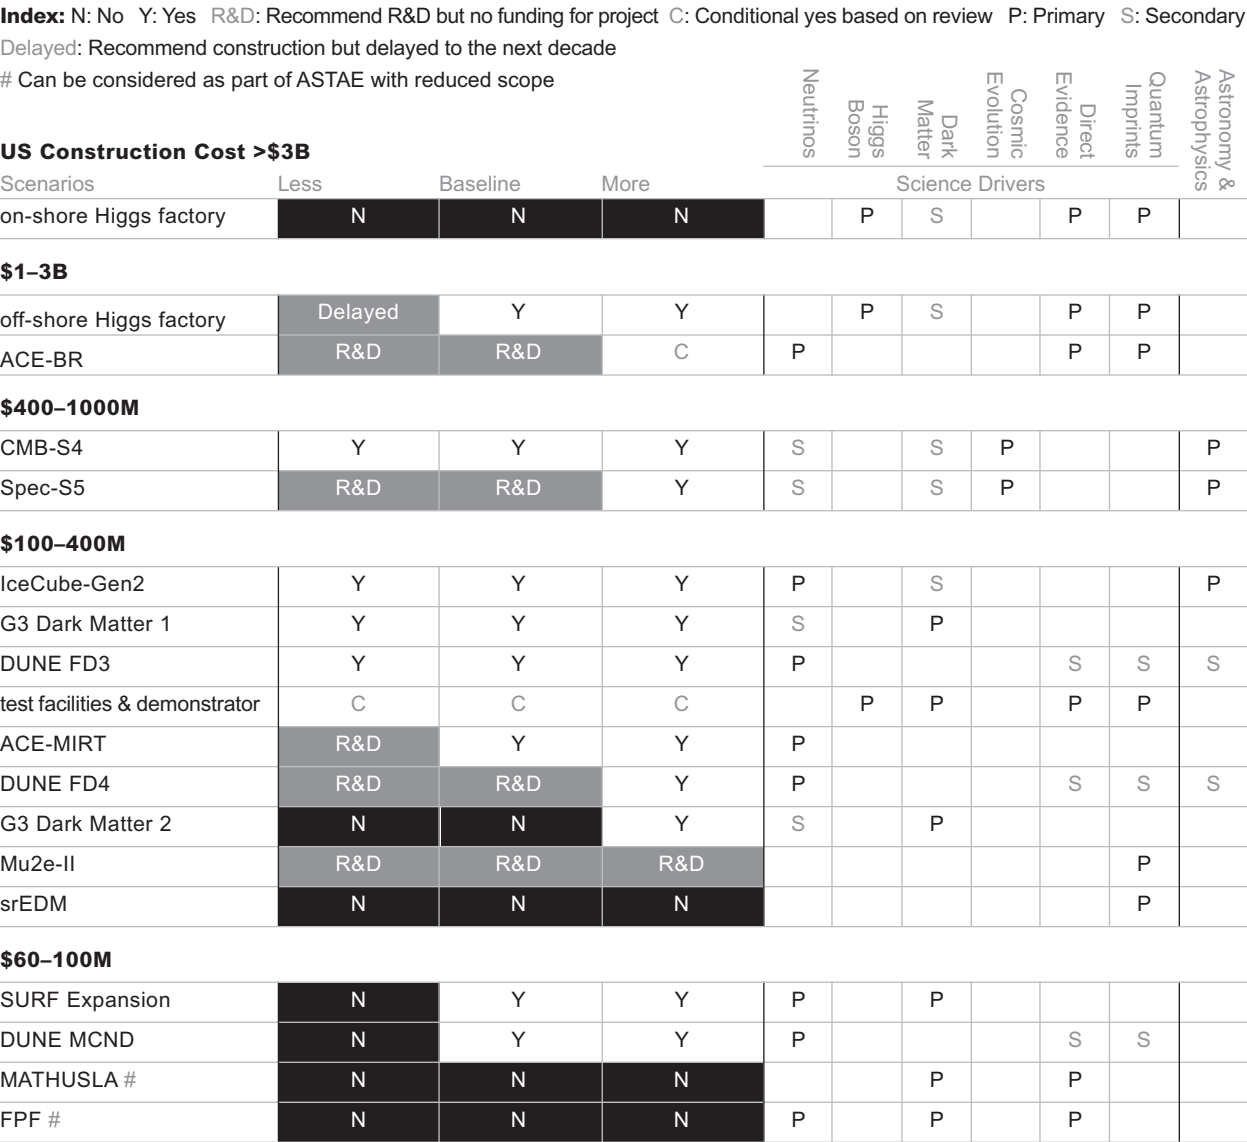 Index: N: No Y: Yes R&D: Recommend R&D but no funding for project C: Conditional yes based on review P: Primary S: Secondary
Delayed: Recommend construction but delayed to the next decade
# Can be considered as part of ASTAE with reduced scope
Neutrinos
Higgs
Boson
Dark
Matter
Cosmic
Evolution
Direct
Evidence
Quantum
Imprints
Astronomy &
Astrophysics
US Construction Cost >$3B
Scenarios Less Baseline More Science Drivers
on-shore Higgs factory N N N P S P P
$1–3B
off-shore Higgs factory Delayed Y Y P S P P
ACE-BR R&D R&D C P P P
$400–1000M
CMB-S4 Y Y Y S S P P
Spec-S5 R&D R&D Y S S P P
$100–400M
IceCube-Gen2 Y Y Y P S P
G3 Dark Matter 1 Y Y Y S P
DUNE FD3 Y Y Y P S S S
test facilities & demonstrator C C C P P P P
ACE-MIRT R&D Y Y P
DUNE FD4 R&D R&D Y P S S S
G3 Dark Matter 2 N N Y S P
Mu2e-II R&D R&D R&D P
srEDM N N N P
$60–100M
SURF Expansion N Y Y P P
DUNE MCND N Y Y P S S
MATHUSLA # N N N P P
FPF # N N N P P P